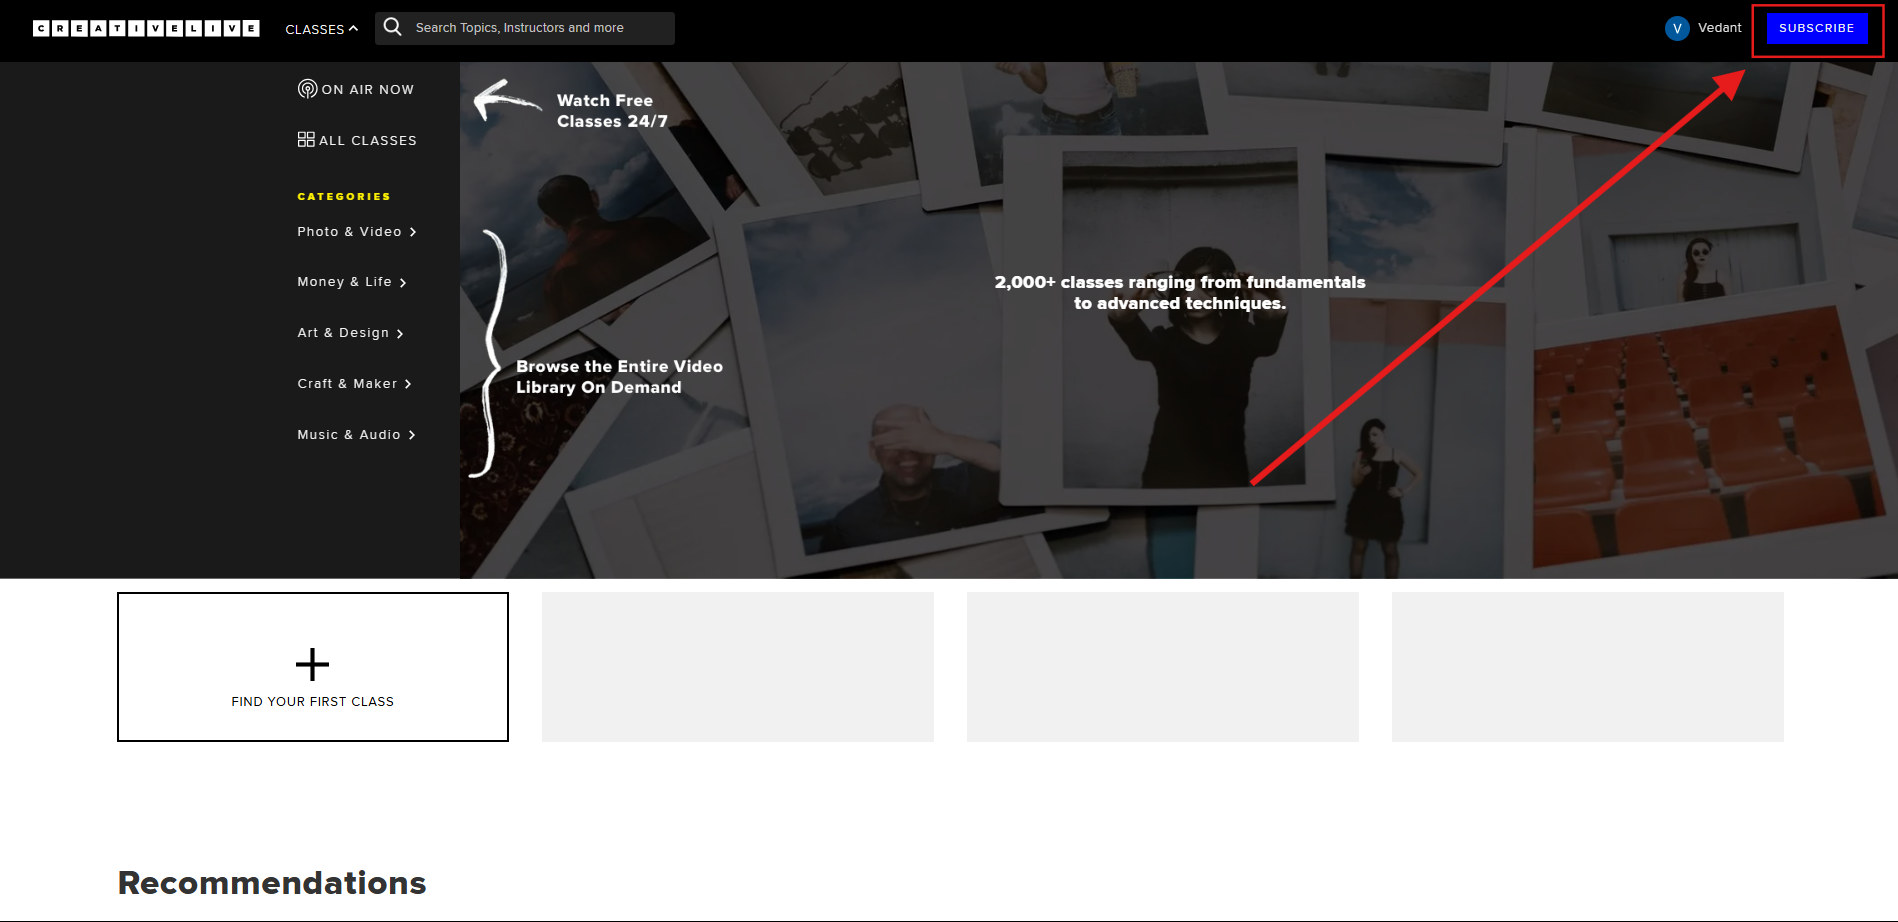 CREATIVELIVE
CLASSES
Search Topics, Instructors and more
V
Vedant
SUBSCRIBE
ON AIR NOW
ALL CLASSES
CATEGORIES
Photo & Video
Money & Life
Art & Design
Craft & Maker
Music & Audio
Watch Free
Classes 24/7
Browse the Entire Video
Library On Demand
2,000+ classes ranging from fundamentals
to advanced techniques.
FIND YOUR FIRST CLASS
Recommendations